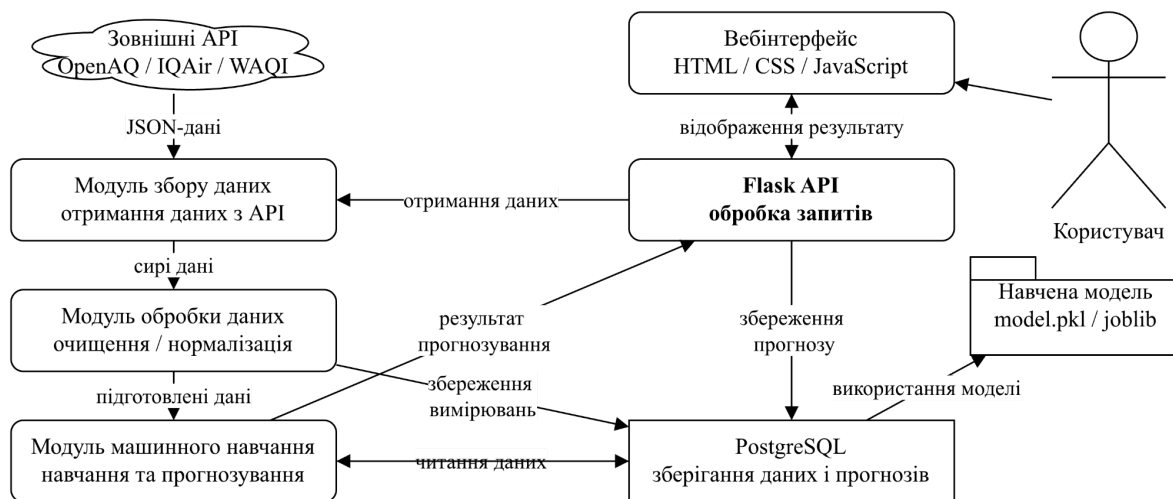 Зовнішні API
OpenAQ / IQAir / WAQI
Вебінтерфейс
HTML / CSS / JavaScript
JSON-дані
відображення результату
Модуль збору даних
отримання даних з API
отримання даних
Flask API
обробка запитів
Користувач
сирі дані
Модуль обробки даних
очищення / нормалізація
результат
прогнозування
збереження
прогнозу
Навчена модель
model.pkl / joblib
підготовлені дані
збереження
вимірювань
використання моделі
Модуль машинного навчання
навчання та прогнозування
читання даних
PostgreSQL
зберігання даних і прогнозів